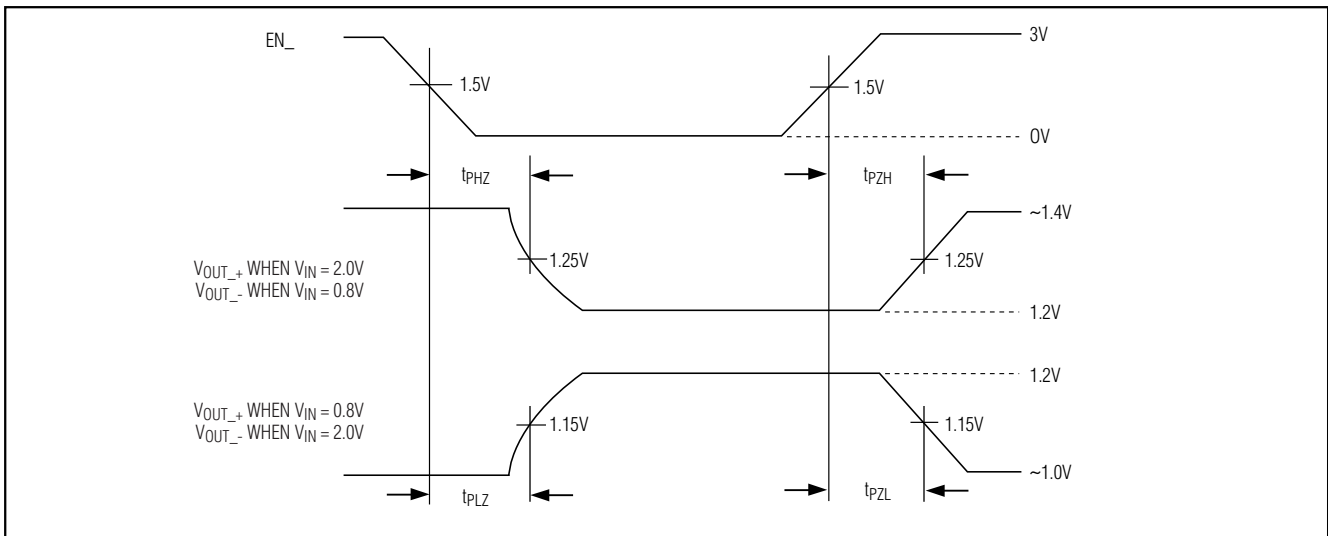 EN_
3V
1.5V
1.5V
0V
tPHZ
tPZH
~1.4V
VOUT_+ WHEN VIN = 2.0V
VOUT_- WHEN VIN = 0.8V
1.25V
1.25V
1.2V
1.2V
VOUT_+ WHEN VIN = 0.8V
VOUT_- WHEN VIN = 2.0V
1.15V
1.15V
~1.0V
tPLZ
tPZL